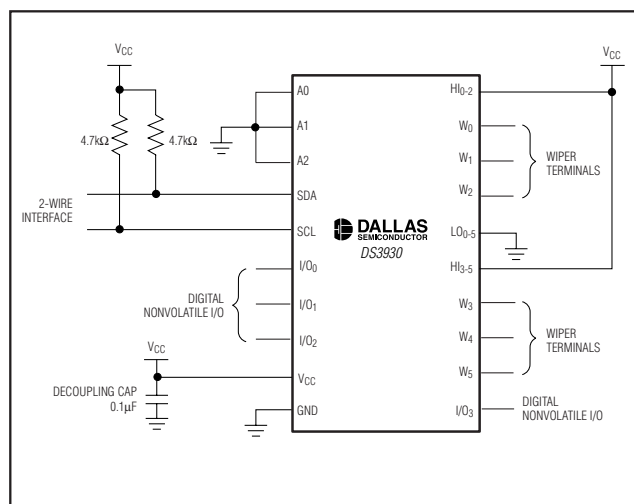 VCC
4.7kΩ
4.7kΩ
2-WIRE
INTERFACE
DIGITAL
NONVOLATILE I/O
VCC
DECOUPLING CAP
0.1µF
A0
A1
A2
SDA
SCL
I/O0
I/O1
I/O2
VCC
GND
DALLAS
SEMICONDUCTOR
DS3930
HI0-2
W0
W1
W2
LO0-5
HI3-5
W3
W4
W5
I/O3
VCC
WIPER
TERMINALS
WIPER
TERMINALS
DIGITAL
NONVOLATILE I/O